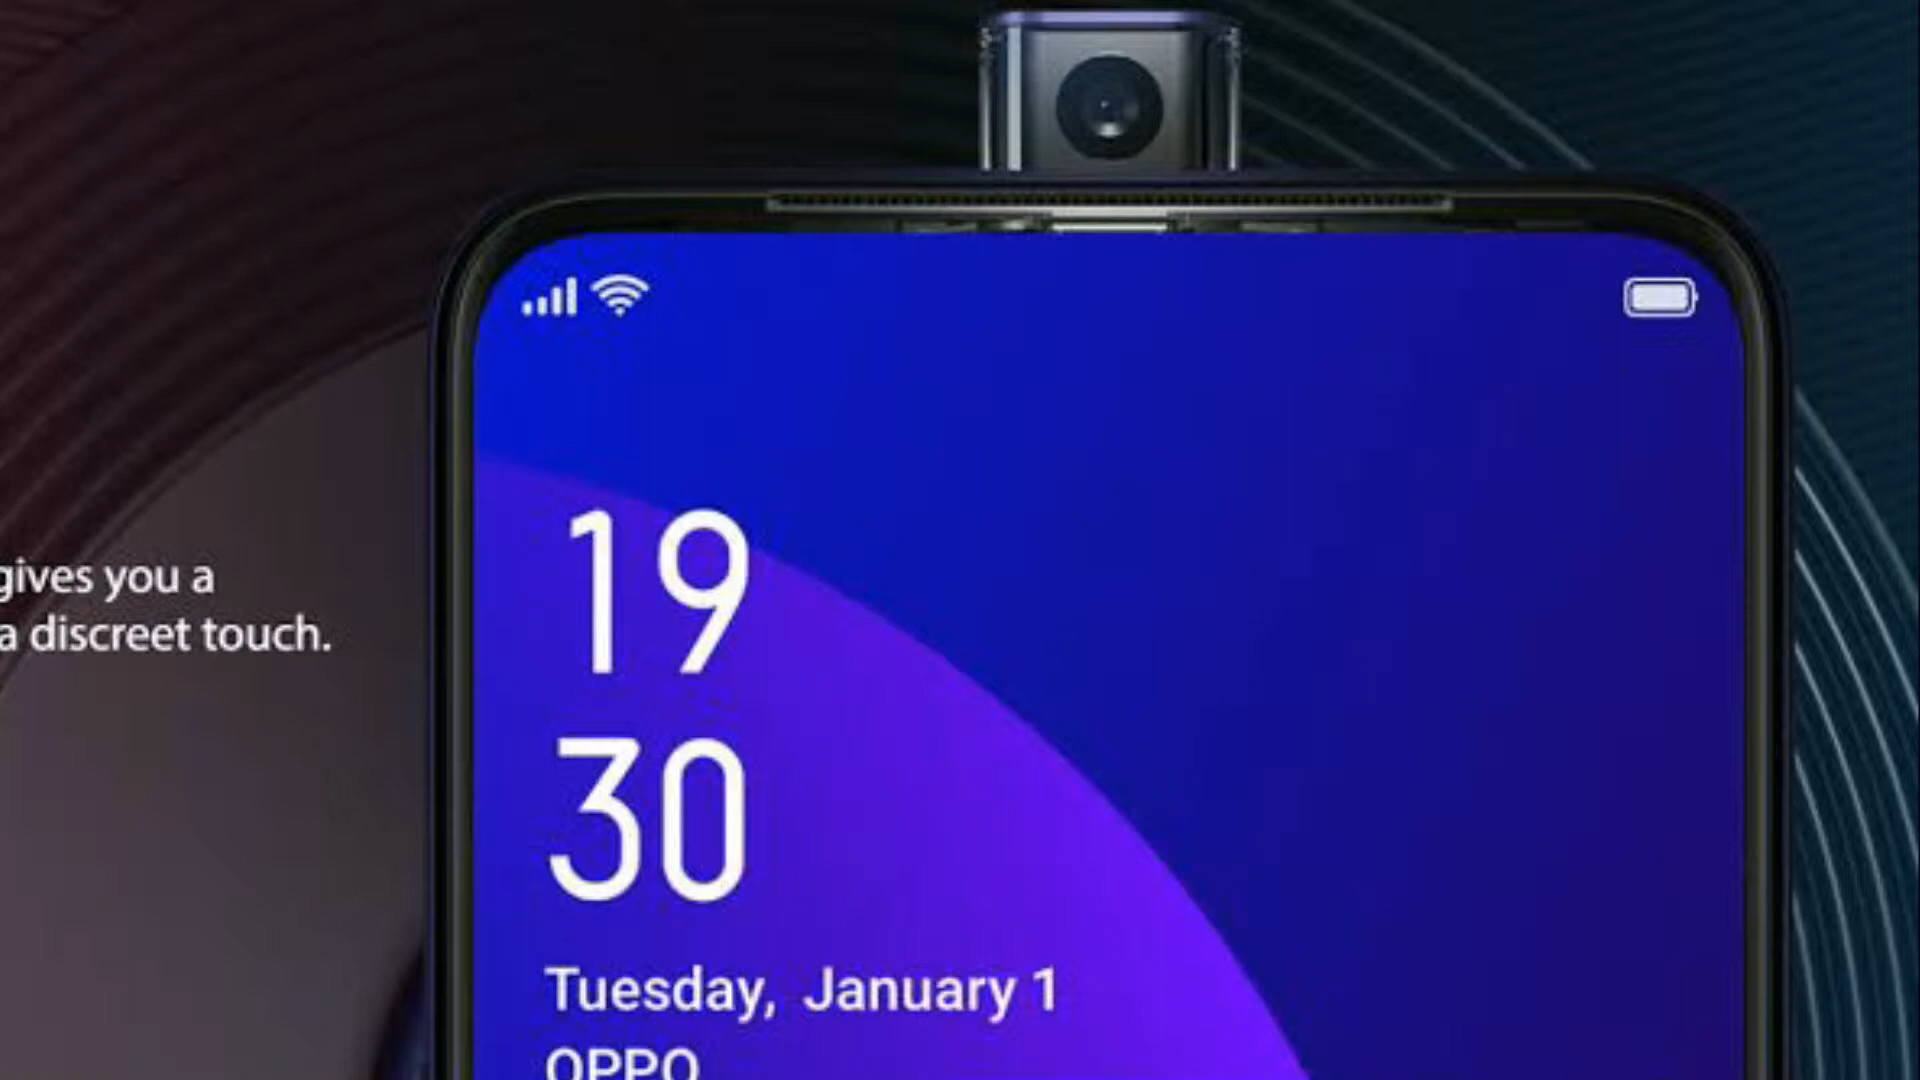 gives you a
a discreet touch.
19
30
Tuesday, January 1
OPPO